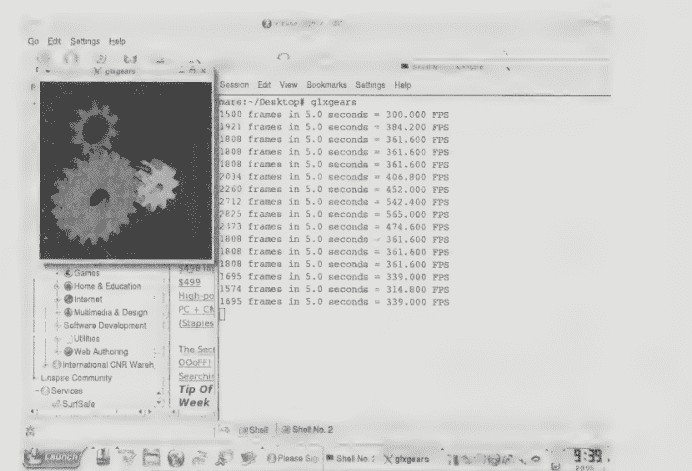 Go Edit Settings Help
glxgears
Session Edit View Bookmarks Settings Help
mare:~/Desktop# glxgears
1500 frames in 5.0 seconds = 300.000 FPS
1921 frames in 5.0 seconds = 384.200 FPS
1808 frames in 5.0 seconds = 361.600 FPS
1808 frames in 5.0 seconds = 361.600 FPS
1808 frames in 5.0 seconds = 361.600 FPS
2034 frames in 5.0 seconds = 406.800 FPS
2260 frames in 5.0 seconds = 452.000 FPS
2712 frames in 5.0 seconds = 542.400 FPS
2825 frames in 5.0 seconds = 565.000 FPS
2373 frames in 5.0 seconds = 474.600 FPS
1808 frames in 5.0 seconds = 361.600 FPS
1808 frames in 5.0 seconds = 361.600 FPS
1808 frames in 5.0 seconds = 361.600 FPS
1695 frames in 5.0 seconds = 339.000 FPS
1574 frames in 5.0 seconds = 314.800 FPS
1695 frames in 5.0 seconds = 339.000 FPS
Games
Home & Education
Internet
Multimedia & Design
Software Development
Utilities
Web Authoring
International CNR Wareh
Linspire Community
Services
SurfSafe
$499
High-po
PC + CN
(Staples
The Secr
OOoFF!
Searchin
Tip Of
Week
Shell Shell No. 2
Launch Please Sig Shell No. glxgears 9:39